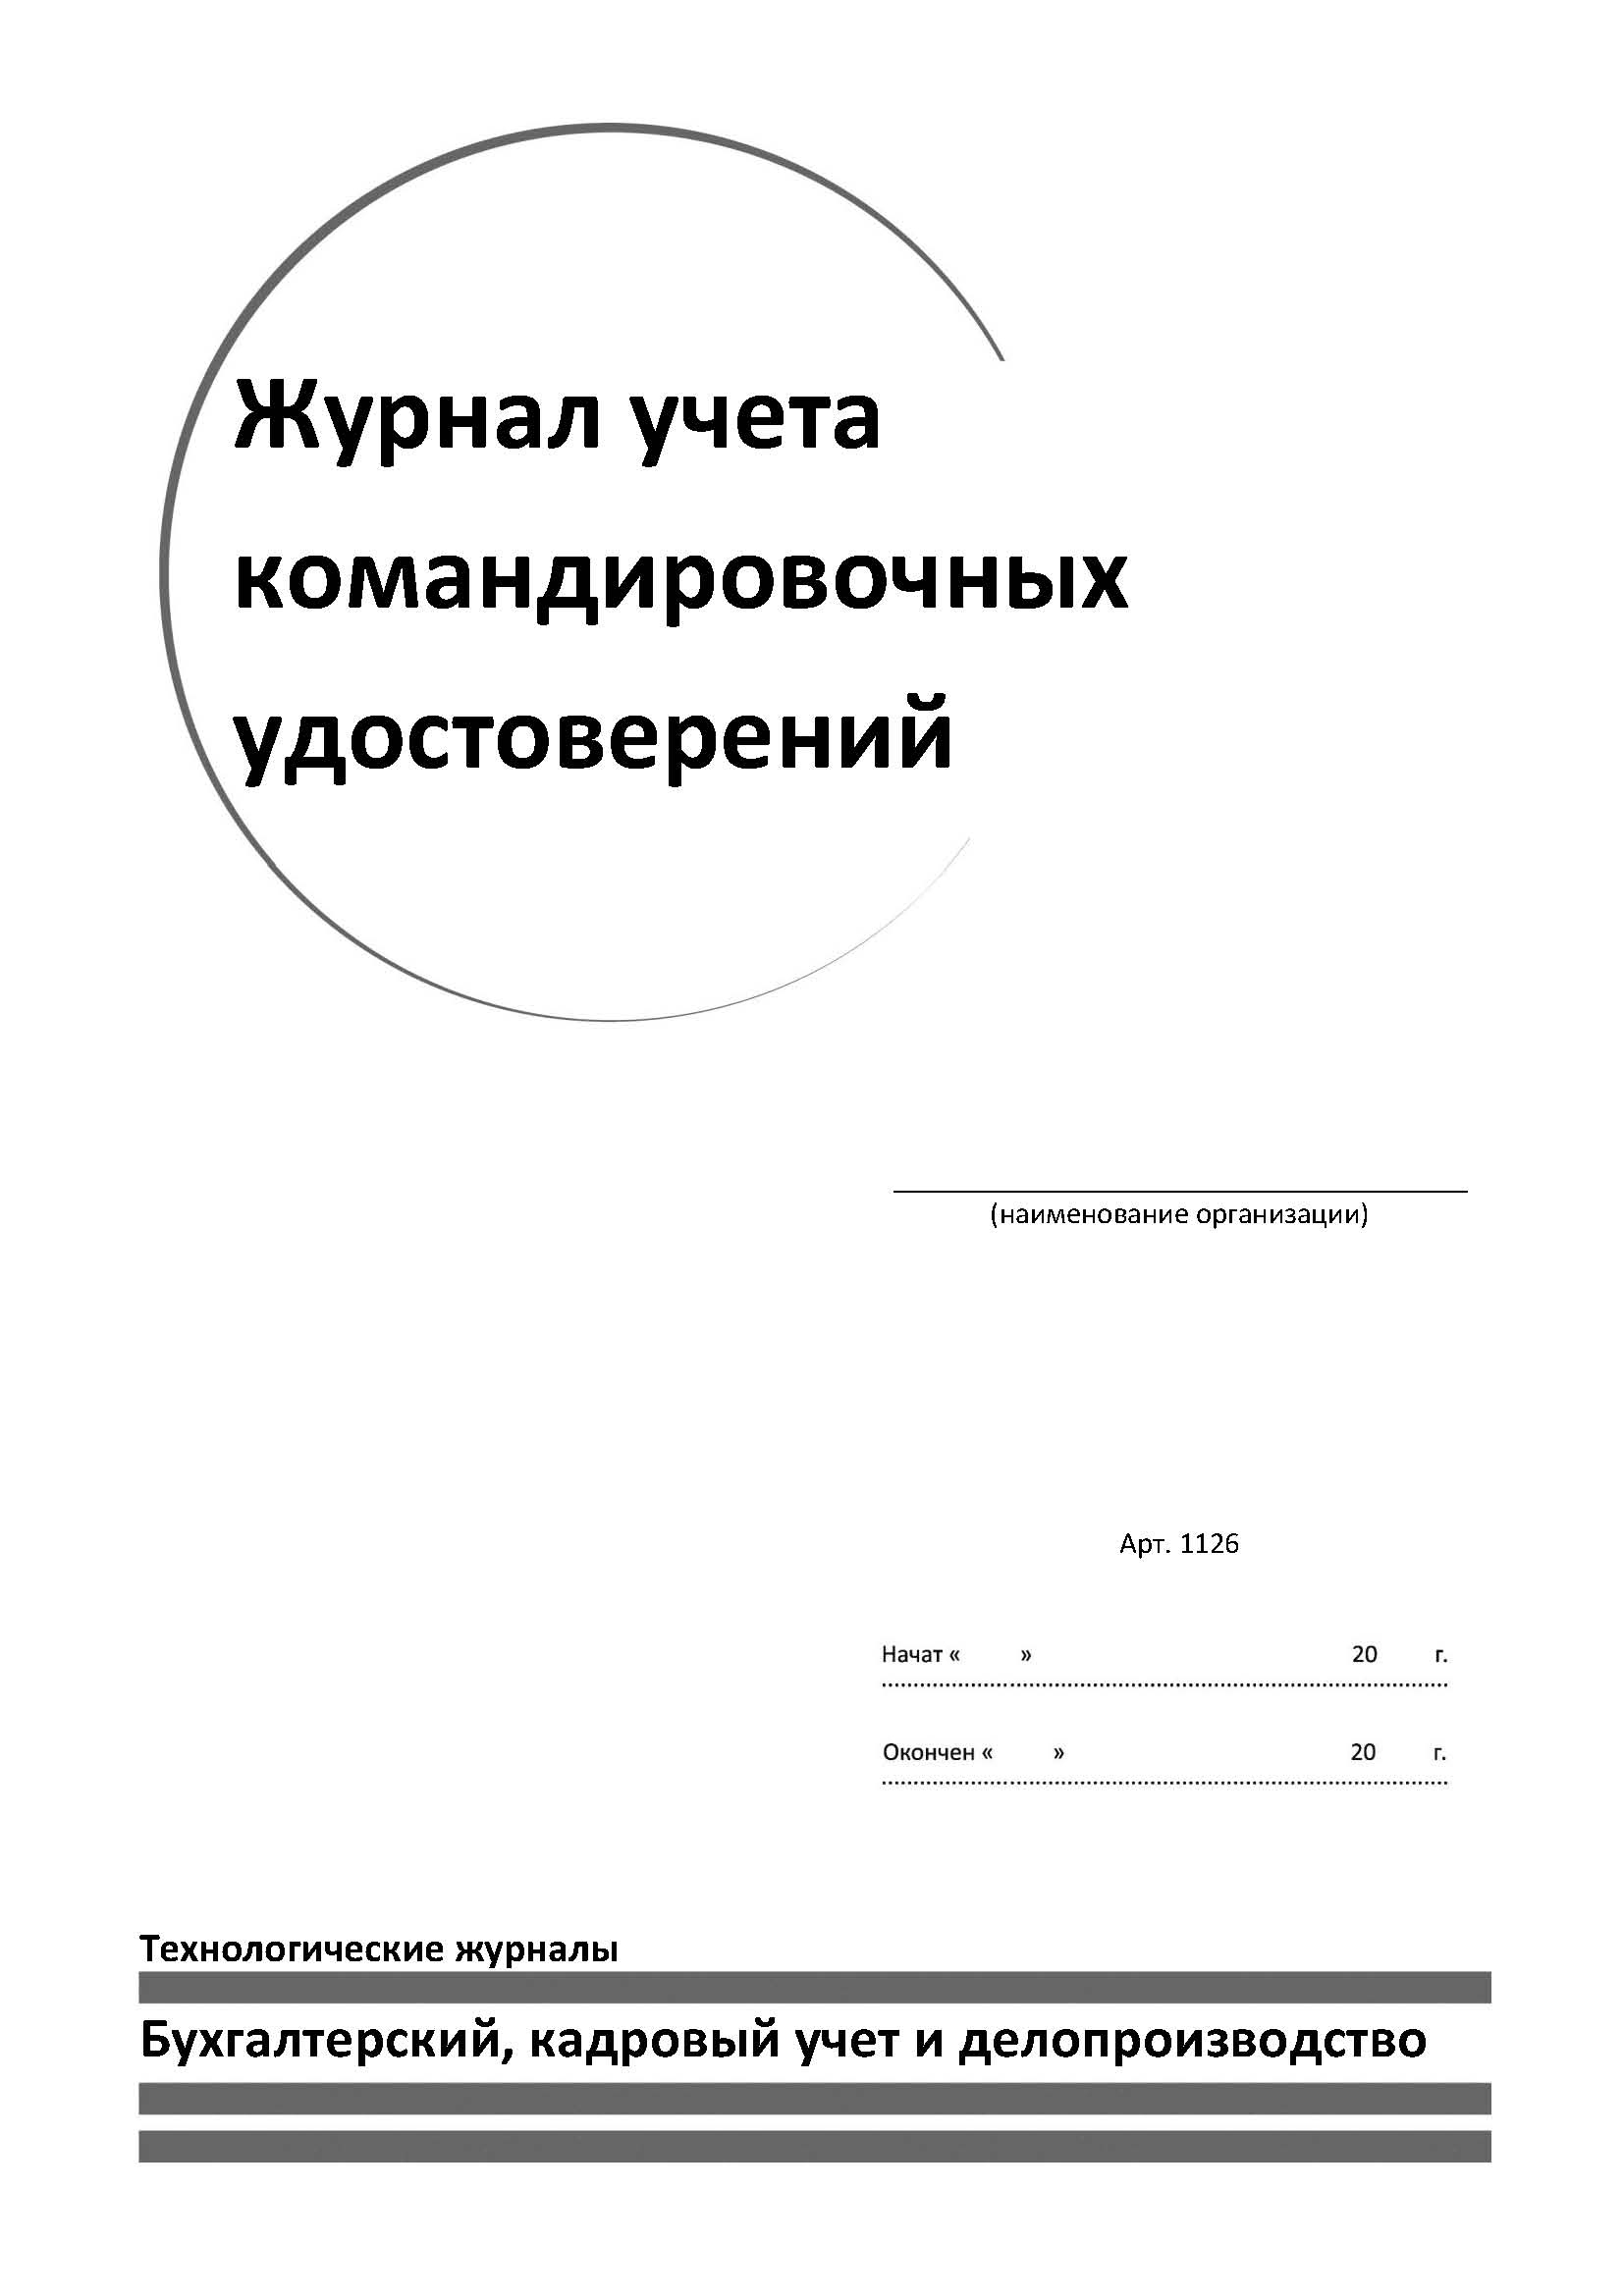 Журнал учета
командировочных
удостоверений
(наименование организации)
Арт. 1126
Начат « » 20 г.
Окончен « » 20 г.
Технологические журналы
Бухгалтерский, кадровый учет и делопроизводство